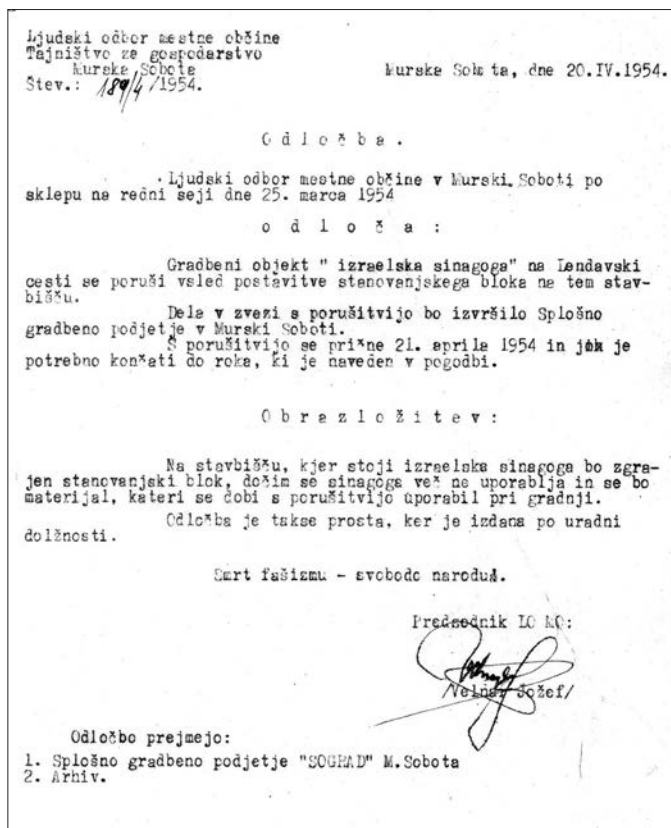 Ljudski odbor mestne občine
Tajništvo za gospodarstvo
Murska Sobota
Štev.: 189/4/1954.
Murska Sobota, dne 20.IV.1954.
O d l o č b a .
Ljudski odbor mestne občine v Murski Soboti po
sklepu na redni seji dne 25. marca 1954
o d l o č a :
Gradbeni objekt " izraelska sinagoga" na Lendavski
cesti se poruši vsled postavitve stanovanjskega bloka na tem stav-
bišču.
Dela v zvezi s porušitvijo bo izvršilo Splošno
gradbeno podjetje v Murski Soboti.
S porušitvijo se prične 21. aprila 1954 in je
potrebno končati do roka, ki je naveden v pogodbi.
O b r a z l o ž i t e v :
Na stavbišču, kjer stoji izraelska sinagoga bo zgra-
jen stanovanjski blok, dočim se sinagoga več ne uporablja in se bo
material, kateri se dobi s porušitvijo uporabil pri gradnji.
Odločba je takse prosta, ker je izdana po uradni
dolžnosti.
Smrt fašizmu - svoboda narodu.
Predsednik LO MO:
/Velnar Jožef/
Odločbo prejmejo:
1. Splošno gradbeno podjetje "SOGRAD" M.Sobota
2. Arhiv.